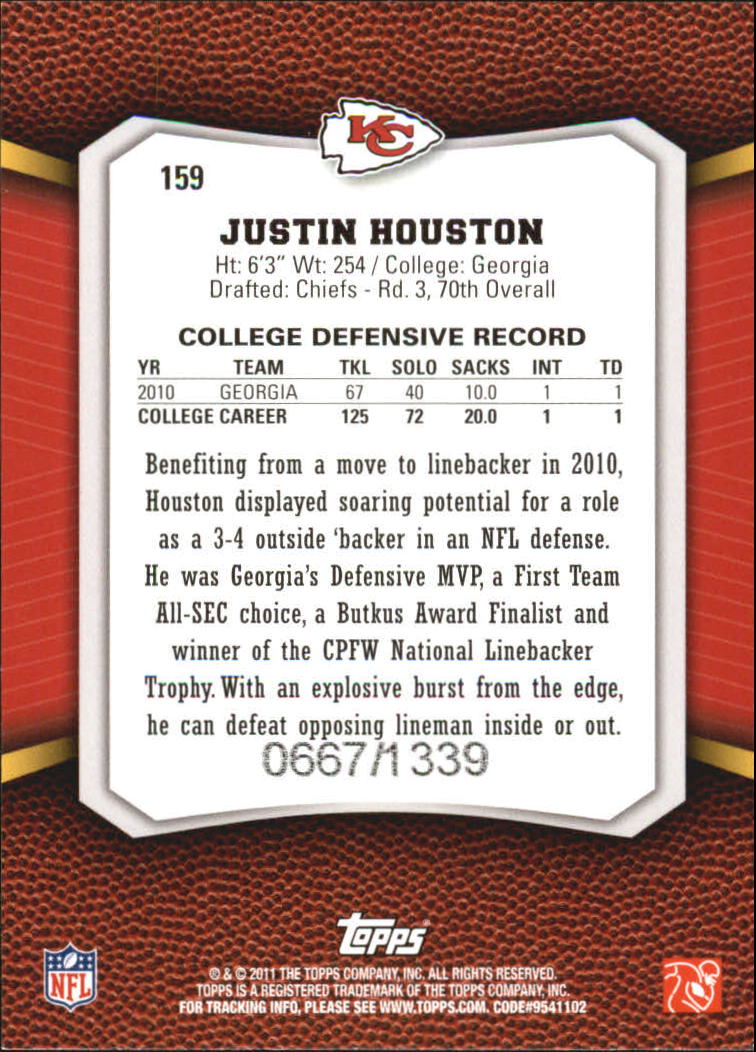 KC
159
JUSTIN HOUSTON
Ht: 6'3" Wt: 254 / College: Georgia
Drafted: Chiefs - Rd. 3, 70th Overall
COLLEGE DEFENSIVE RECORD
YR TEAM TKL SOLO SACKS INT TD
2010 GEORGIA 67 40 10.0 1 1
COLLEGE CAREER 125 72 20.0 1 1
Benefiting from a move to linebacker in 2010,
Houston displayed soaring potential for a role
as a 3-4 outside 'backer in an NFL defense.
He was Georgia's Defensive MVP, a First Team
All-SEC choice, a Butkus Award Finalist and
winner of the CPFW National Linebacker
Trophy. With an explosive burst from the edge,
he can defeat opposing lineman inside or out.
0667/1339
Topps
® & © 2011 THE TOPPS COMPANY, INC. ALL RIGHTS RESERVED.
TOPPS IS A REGISTERED TRADEMARK OF THE TOPPS COMPANY, INC.
FOR TRACKING INFO, PLEASE SEE WWW.TOPPS.COM. CODE#9541102
NFL